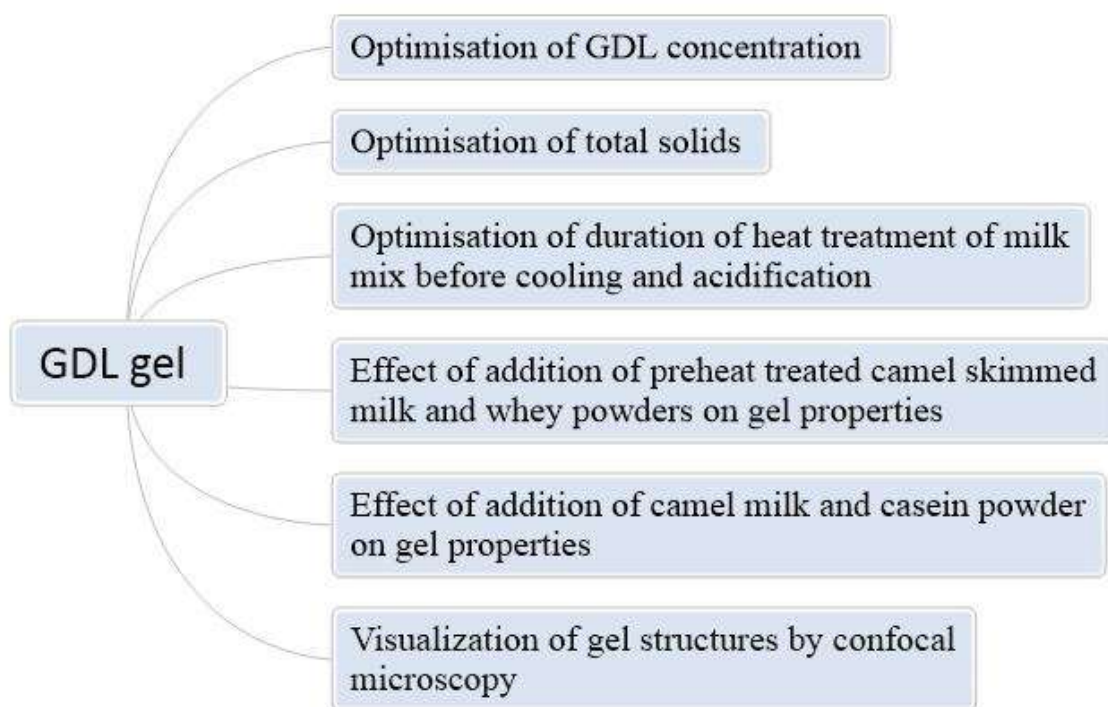 Optimisation of GDL concentration
Optimisation of total solids
Optimisation of duration of heat treatment of milk
mix before cooling and acidification
GDL gel
Effect of addition of preheat treated camel skimmed
milk and whey powders on gel properties
Effect of addition of camel milk and casein powder
on gel properties
Visualization of gel structures by confocal
microscopy